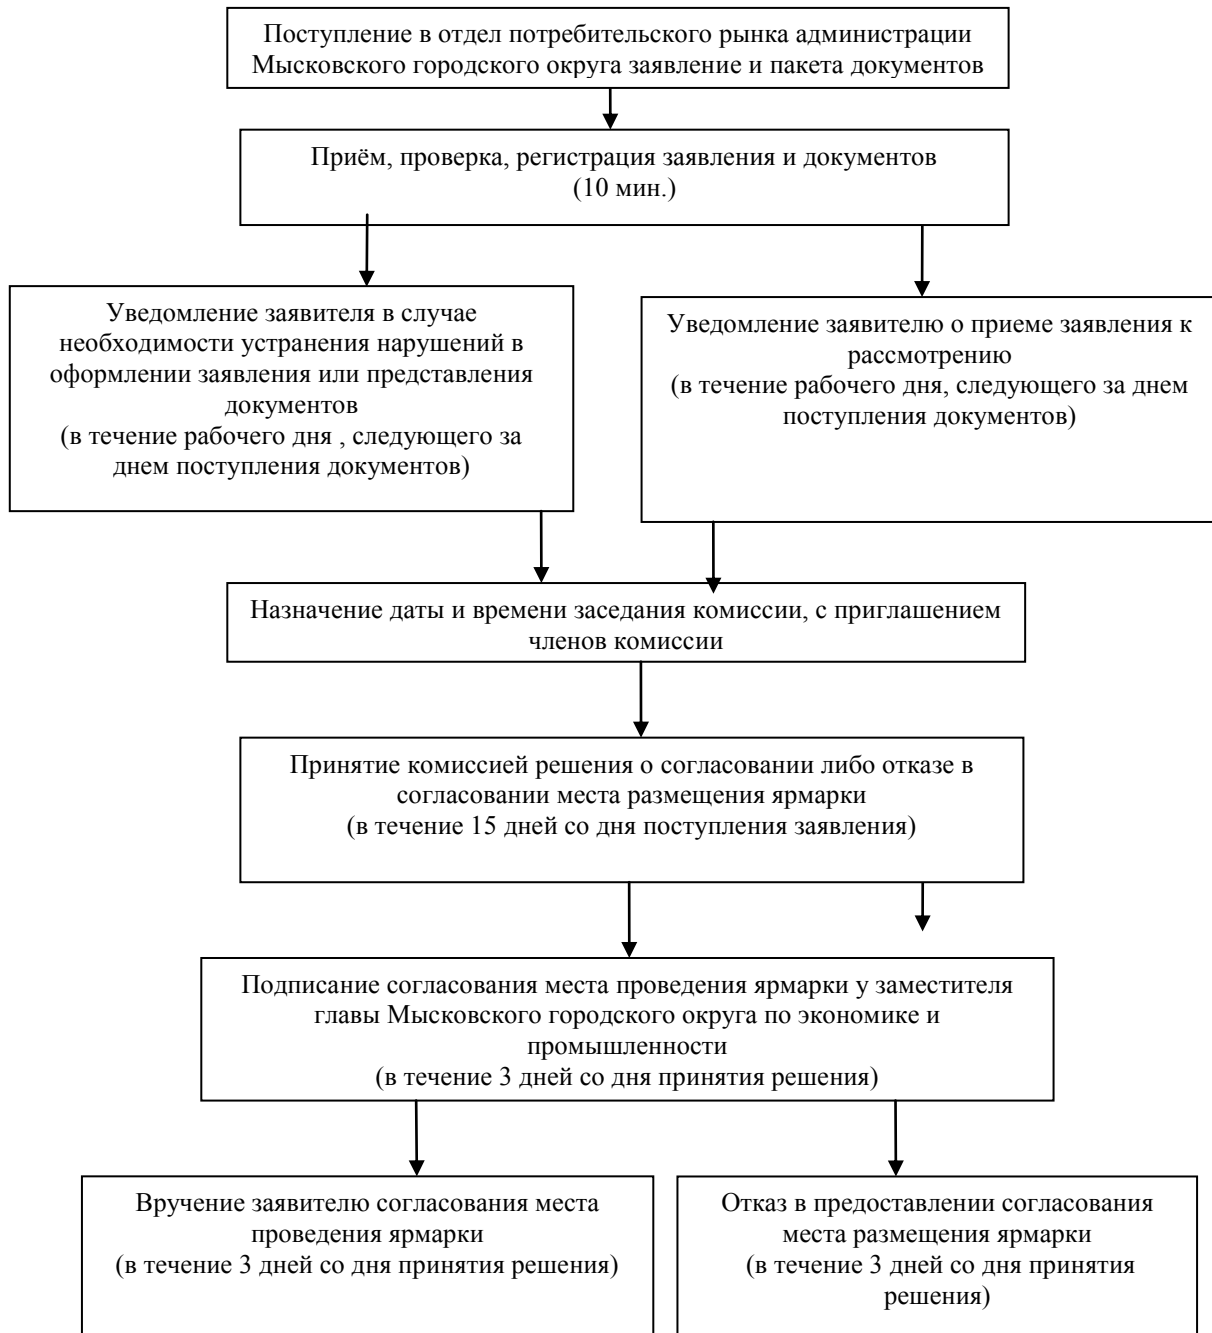 Поступление в отдел потребительского рынка администрации
Мысковского городского округа заявление и пакета документов
Приём, проверка, регистрация заявления и документов
(10 мин.)
Уведомление заявителя в случае
необходимости устранения нарушений в
оформлении заявления или представления
документов
(в течение рабочего дня , следующего за
днем поступления документов)
Уведомление заявителю о приеме заявления к
рассмотрению
(в течение рабочего дня, следующего за днем
поступления документов)
Назначение даты и времени заседания комиссии, с приглашением
членов комиссии
Принятие комиссией решения о согласовании либо отказе в
согласовании места размещения ярмарки
(в течение 15 дней со дня поступления заявления)
Подписание согласования места проведения ярмарки у заместителя
главы Мысковского городского округа по экономике и
промышленности
(в течение 3 дней со дня принятия решения)
Вручение заявителю согласования места
проведения ярмарки
(в течение 3 дней со дня принятия решения)
Отказ в предоставлении согласования
места размещения ярмарки
(в течение 3 дней со дня принятия
решения)